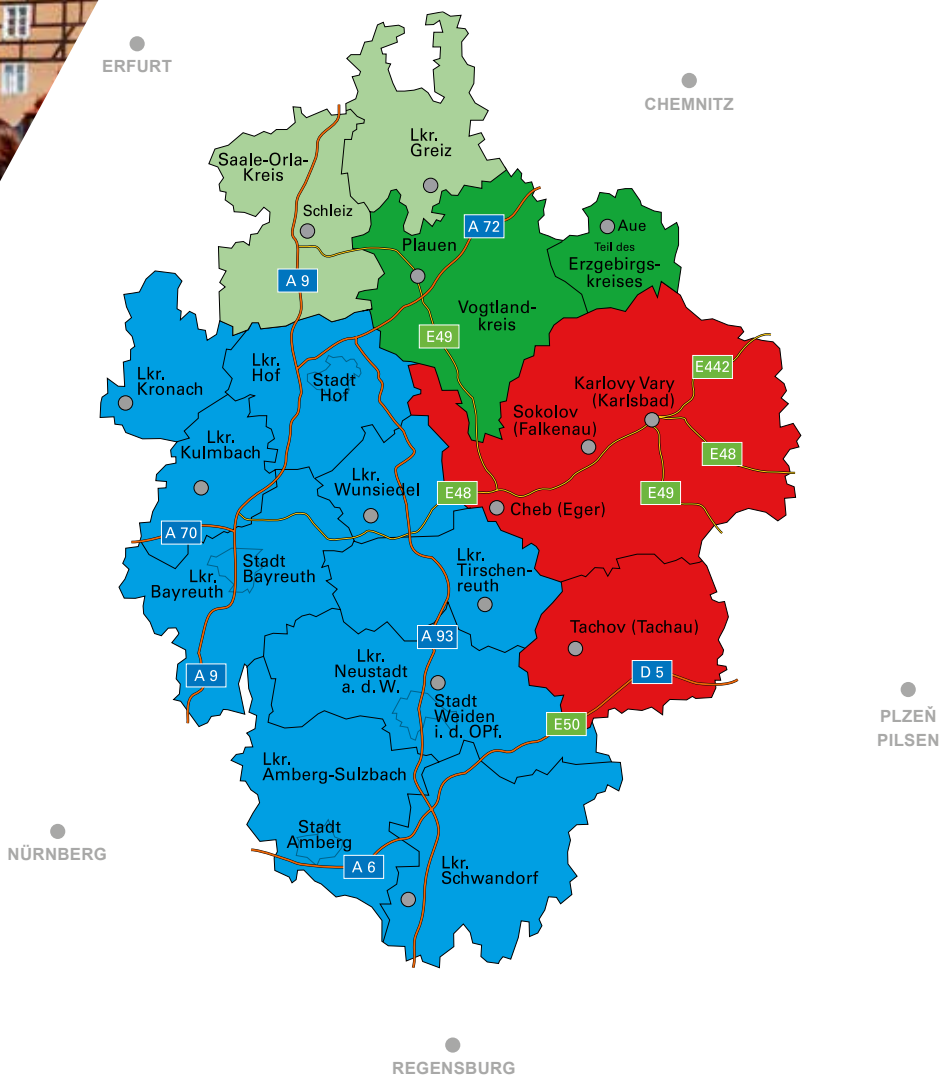 ERFURT
CHEMNITZ
Lkr.
Greiz
Saale-Orla-
Kreis
Schleiz
A 72
Aue
Plauen
Teil des
Erzgebirgs-
kreises
A 9
Vogtland-
kreis
E49
Lkr.
Hof
Stadt
Hof
Lkr.
Kronach
E442
Karlovy Vary
(Karlsbad)
Sokolov
(Falkenau)
Lkr.
Kulmbach
E48
Lkr.
Wunsiedel
E48
E49
Cheb (Eger)
A 70
Stadt
Bayreuth
Lkr.
Bayreuth
Lkr.
Tirschen-
reuth
Tachov (Tachau)
A 93
A 9
Lkr.
Neustadt
a. d. W.
D 5
Stadt
Weiden
i. d. OPf.
E50
PLZEŇ
PILSEN
Lkr.
Amberg-Sulzbach
Stadt
Amberg
NÜRNBERG
A 6
Lkr.
Schwandorf
REGENSBURG